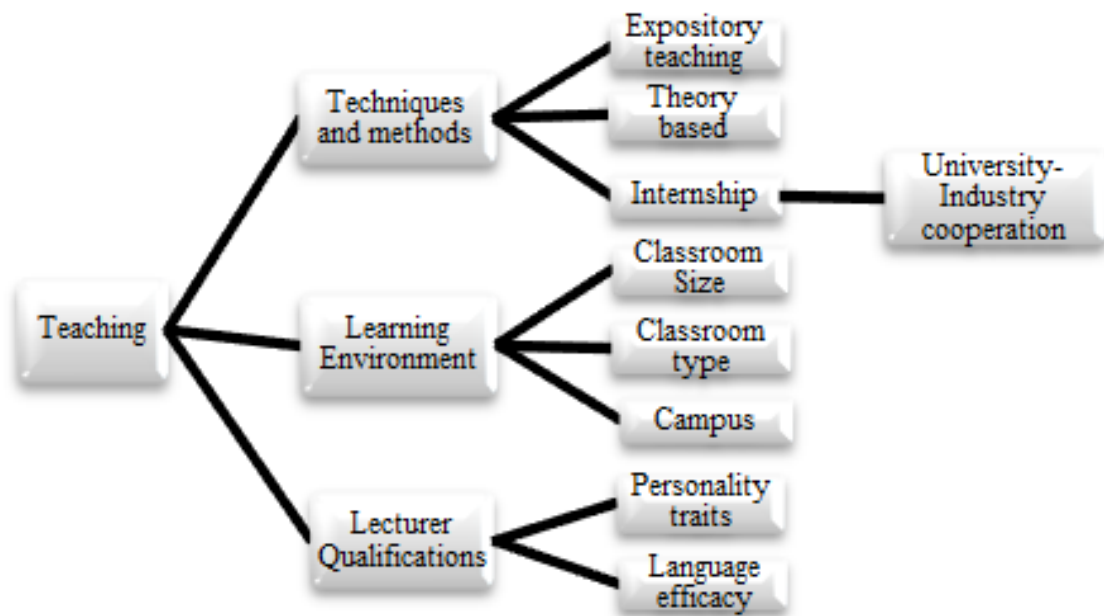 Teaching
Techniques
and methods
Expository
teaching
Theory
based
Internship
University-
Industry
cooperation
Learning
Environment
Classroom
Size
Classroom
type
Campus
Lecturer
Qualifications
Personality
traits
Language
efficacy